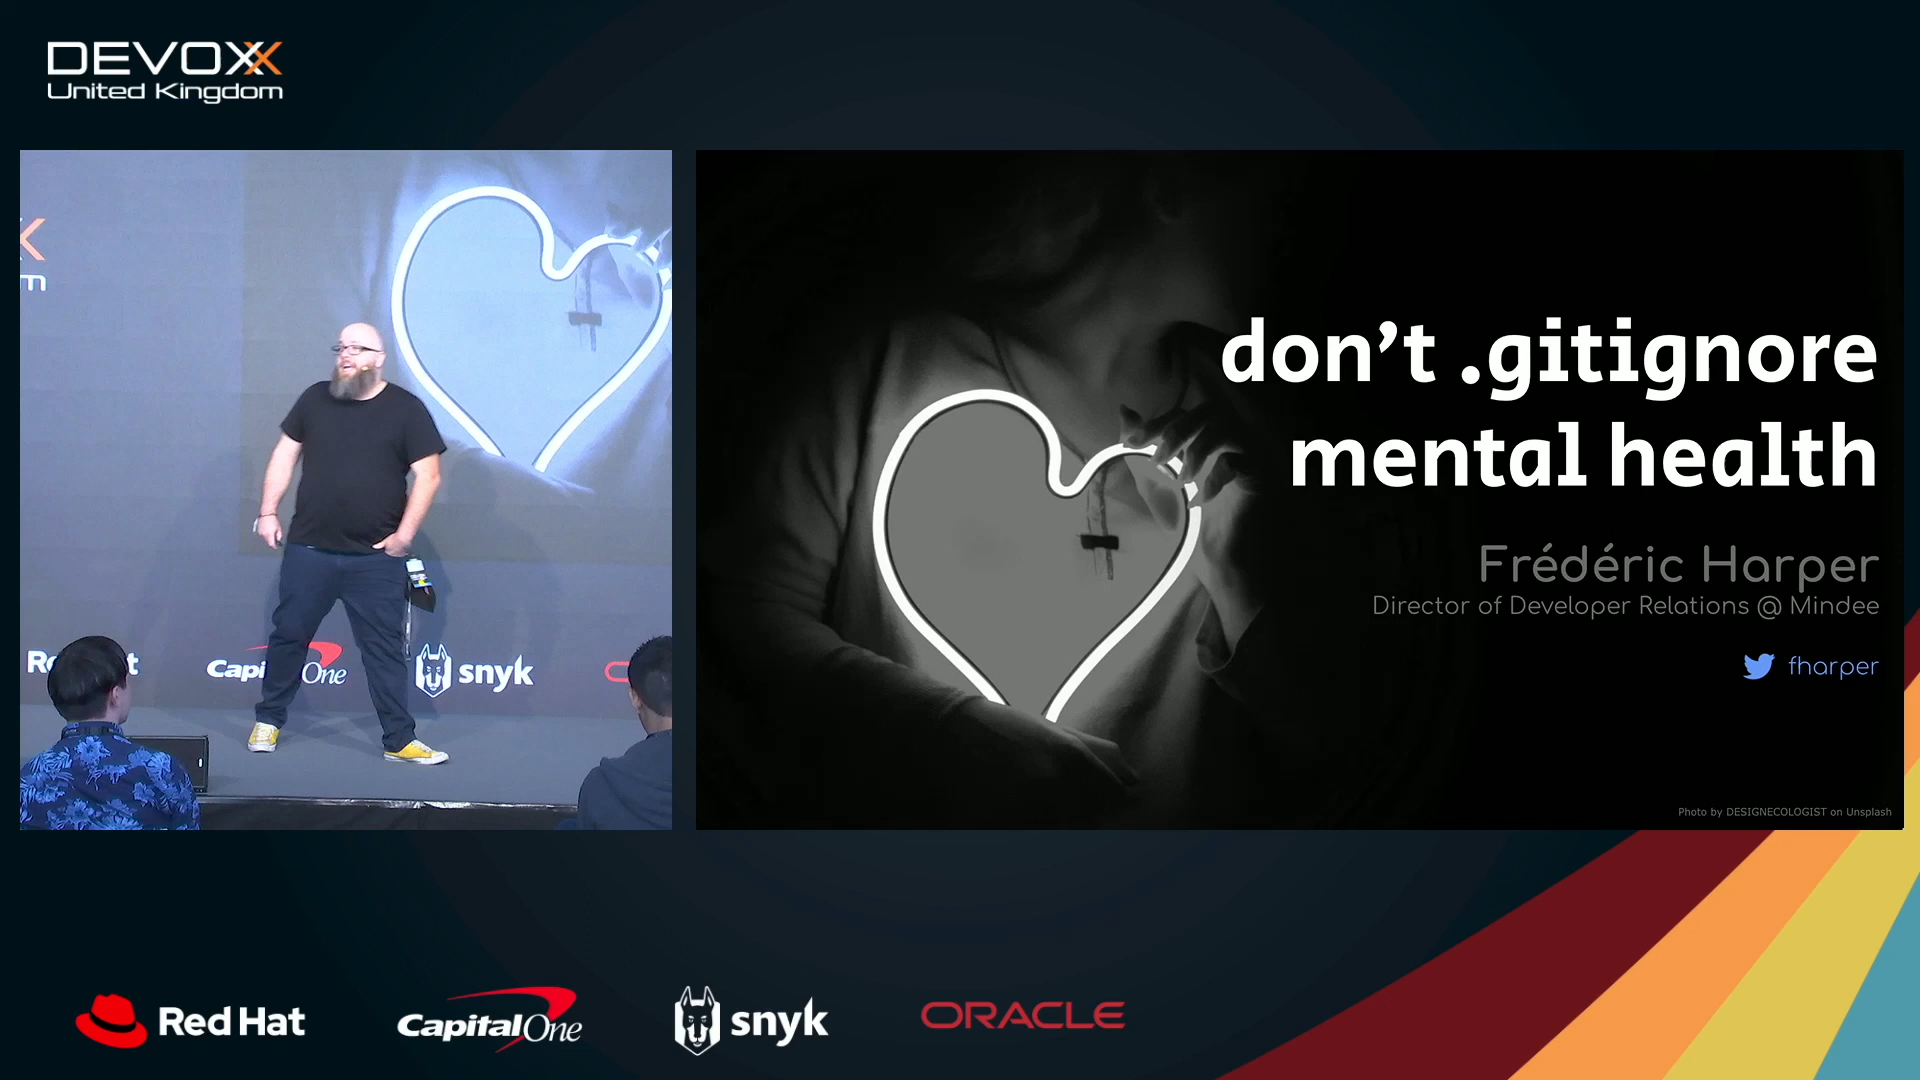 DEVOXX
United Kingdom
m
don't .gitignore
mental health
Frédéric Harper
Director of Developer Relations @ Mindee
fharper
Photo by DESIGNECOLOGIST on Unsplash
Capital One
snyk
Red Hat
Capital One
snyk
ORACLE